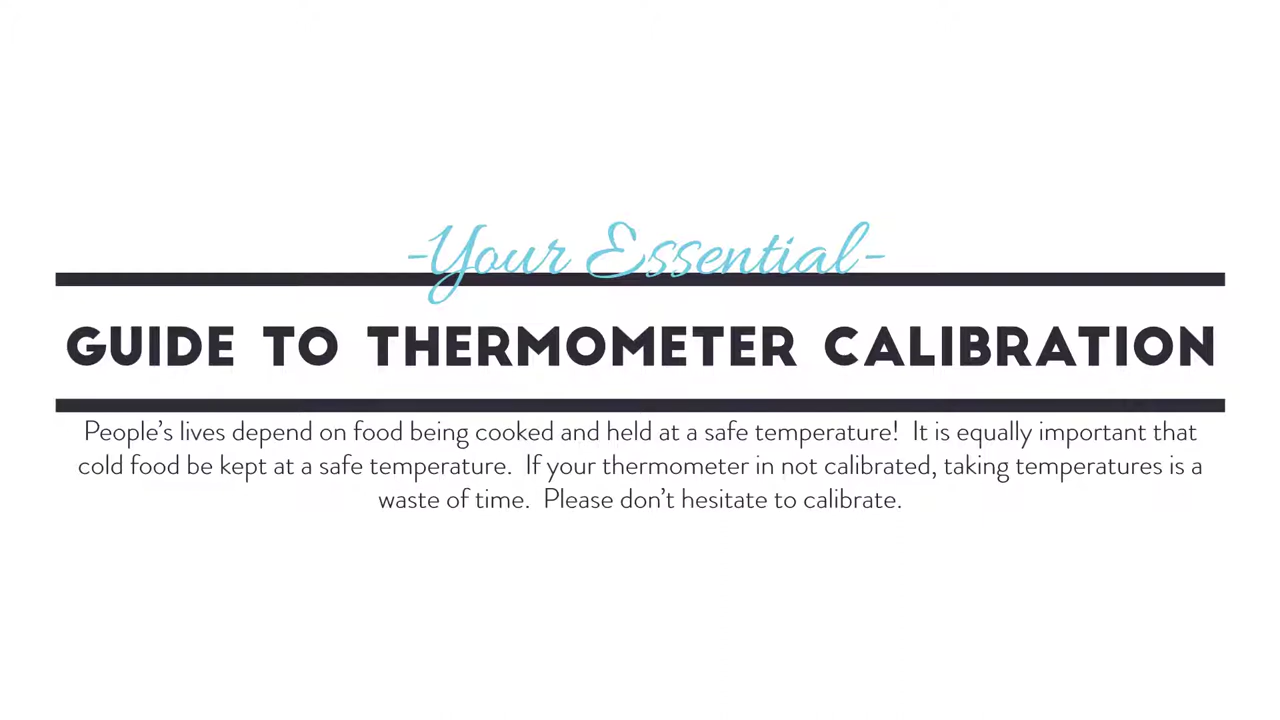 -Your Essential-
GUIDE TO THERMOMETER CALIBRATION
People's lives depend on food being cooked and held at a safe temperature!  It is equally important that
cold food be kept at a safe temperature.  If your thermometer in not calibrated, taking temperatures is a
waste of time.  Please don't hesitate to calibrate.